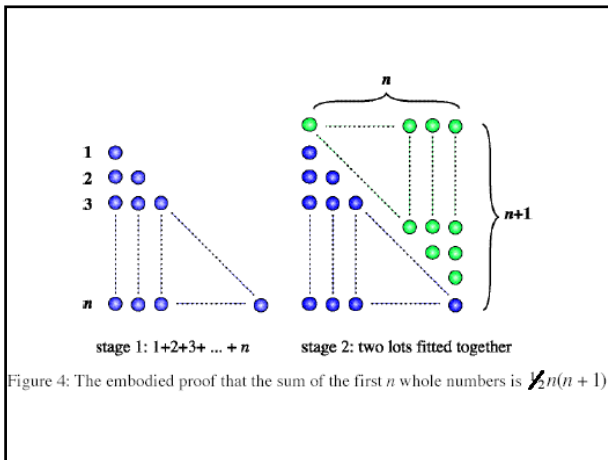 n
1
2
3
n
n+1
stage 1: 1+2+3+ ... + n
stage 2: two lots fitted together
Figure 4: The embodied proof that the sum of the first n whole numbers is ½n(n + 1)